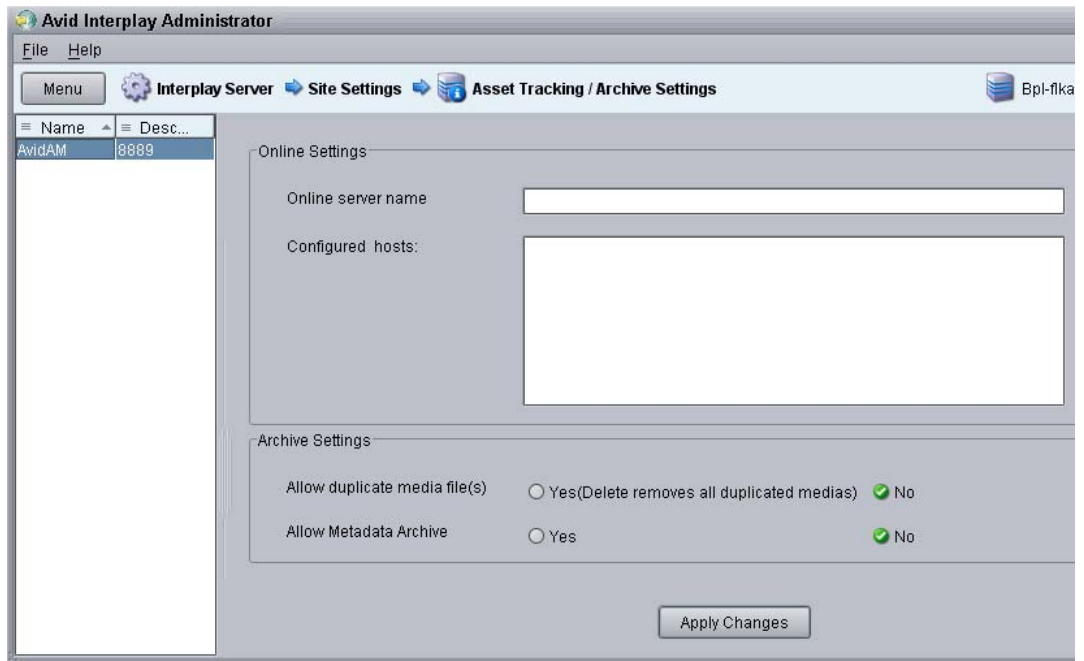 Avid Interplay Administrator
File Help
Menu Interplay Server Site Settings Asset Tracking / Archive Settings Bpl-flka
Name Desc...
AvidAM 8889
Online Settings
Online server name
Configured hosts:
Archive Settings
Allow duplicate media file(s) Yes(Delete removes all duplicated medias) No
Allow Metadata Archive Yes No
Apply Changes